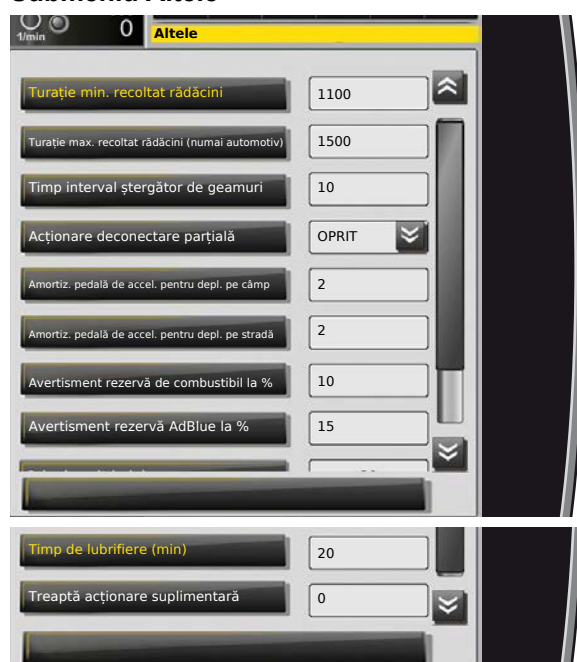 1/min
0
Altele
Turație min. recoltat rădăcini 1100
Turație max. recoltat rădăcini (numai automotiv) 1500
Timp interval ștergător de geamuri 10
Acționare deconectare parțială OPRIT
Amortiz. pedală de accel. pentru depl. pe câmp 2
Amortiz. pedală de accel. pentru depl. pe stradă 2
Avertisment rezervă de combustibil la % 10
Avertisment rezervă AdBlue la % 15
Timp de lubrifiere (min) 20
Treaptă acționare suplimentară 0